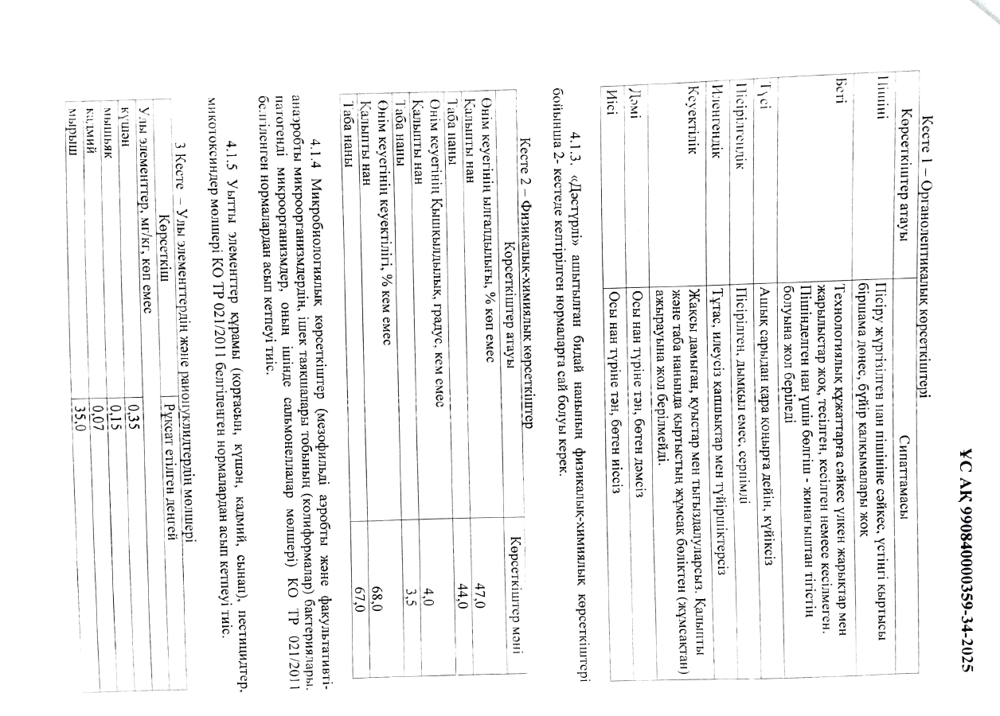 ҰС АҚ 990840000359-34-2025
Кесте 1 – Органолептикалық көрсеткіштері
Көрсеткіштер атауы Сипаттамасы
Пішіні Пісіру жүргізілген нан пішініне сәйкес, үстіңгі қыртысы
біршама дөңес, бүйір қалқымалары жоқ
Беті Технологиялық құжаттарға сәйкес үлкен жарықтар мен
жарылыстар жоқ, тесілген, кесілген немесе кесілмеген.
Пішінделген нан үшін бөлгіш - жинағыштан тігістің
болуына жол беріледі
Түсі Ашық сарыдан қара қоңырға дейін, күйіксіз
Пісірілгендік Пісірілген, дымқыл емес, серпімді
Иленгендік Тұтас, илеусіз қапшықтар мен түйіршіктерсіз
Кеуектілік Жақсы дамыған, қуыстар мен тығыздалуларсыз. Қалыпты
және таба нанында қыртыстың жұмсақ бөліктен (жұмсақтан)
ажырауына жол берілмейді.
Дәмі Осы нан түріне тән, бөтен дәмсіз
Иісі Осы нан түріне тән, бөтен иіссіз
4.1.3. «Дәстүрлі» ашытылған бидай нанының физикалық-химиялық көрсеткіштері
бойынша 2- кестеде келтірілген нормаларға сай болуы керек.
Кесте 2 – Физикалық-химиялық көрсеткіштер
Көрсеткіштер атауы Көрсеткіштер мәні
Өнім кеуегінің ылғалдылығы, % көп емес
Қалыпты нан 47,0
Таба наны 44,0
Өнім кеуегінің Қышқылдылық, градус, кем емес
Қалыпты нан 4,0
Таба наны 3,5
Өнім кеуегінің кеуектілігі, % кем емес
Қалыпты нан 68,0
Таба наны 67,0
4.1.4 Микробиологиялық көрсеткіштер (мезофильді аэробты және факультативті-
анаэробты микроорганизмдердің, ішек таяқшалары тобының (колиформалар) бактериялары.
патогенді микроорганизмдер, оның ішінде сальмонеллалар мөлшері) КО ТР 021/2011
белгіленген нормалардан асып кетпеуі тиіс.
4.1.5 Уытты элементтер құрамы (қорғасын, күшән, кадмий, сынап), пестицидтер,
микотоксиндер мөлшері КО ТР 021/2011 белгіленген нормалардан асып кетпеуі тиіс.
3 Кесте – Улы элементтердің және радионуклидтердің мөлшері
Көрсеткіш Рұқсат етілген деңгей
Улы элементтер, мг/кг, көп емес
күшән 0,35
мышьяк 0,15
кадмий 0,07
мырыш 35,0